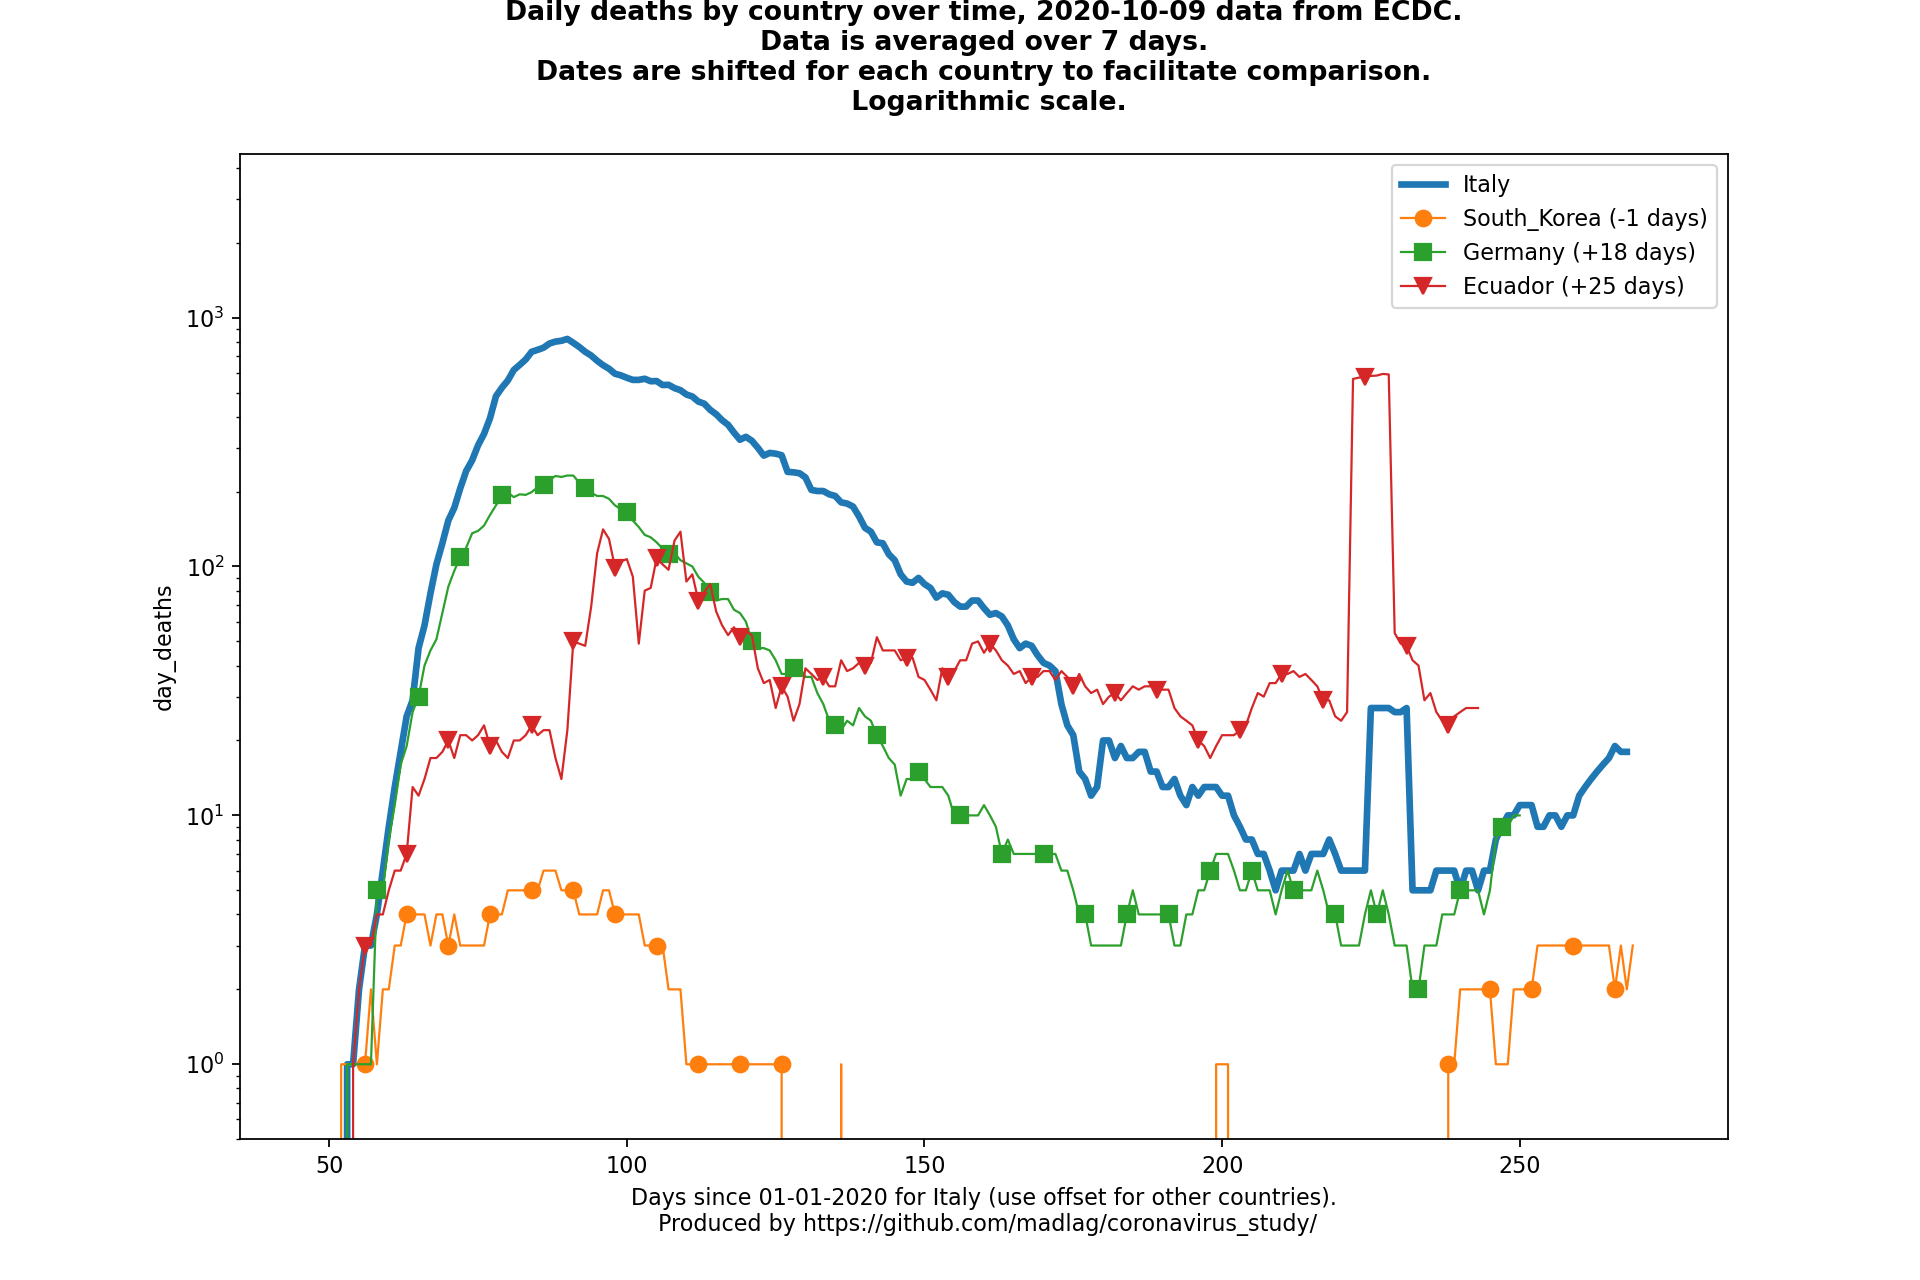 Daily deaths by country over time, 2020-10-09 data from ECDC.
Data is averaged over 7 days.
Dates are shifted for each country to facilitate comparison.
Logarithmic scale.
Italy
South_Korea (-1 days)
Germany (+18 days)
Ecuador (+25 days)
10³
10²
10¹
10⁰
day_deaths
50 100 150 200 250
Days since 01-01-2020 for Italy (use offset for other countries).
Produced by https://github.com/madlag/coronavirus_study/